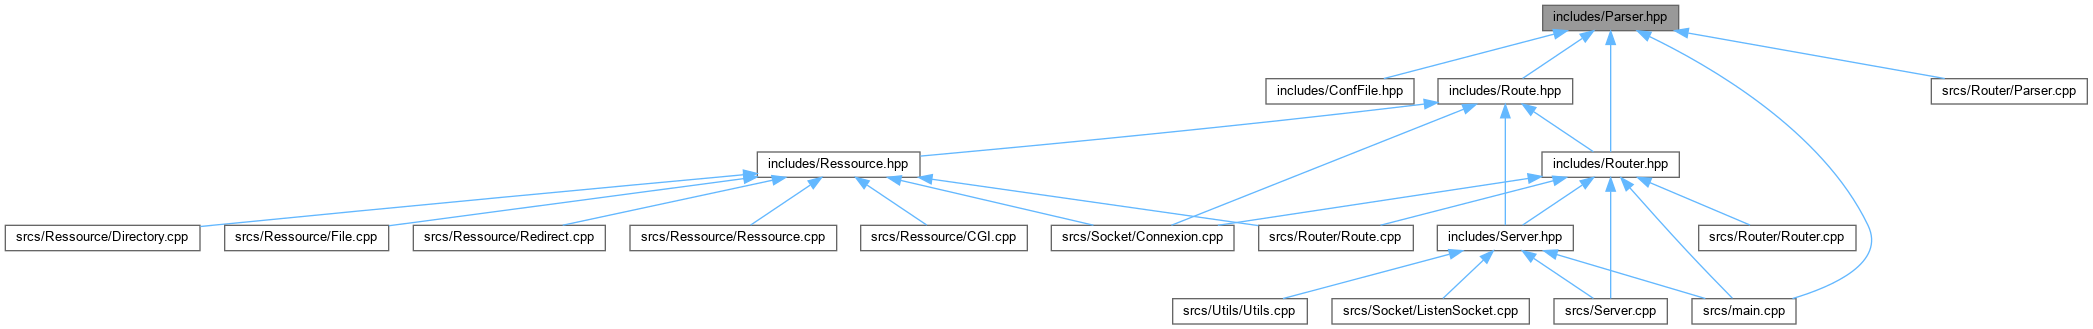 includes/Parser.hpp
includes/ConfFile.hpp
includes/Route.hpp
srcs/Router/Parser.cpp
includes/Ressource.hpp
includes/Router.hpp
srcs/Ressource/Directory.cpp
srcs/Ressource/File.cpp
srcs/Ressource/Redirect.cpp
srcs/Ressource/Ressource.cpp
srcs/Ressource/CGI.cpp
srcs/Socket/Connexion.cpp
srcs/Router/Route.cpp
includes/Server.hpp
srcs/Router/Router.cpp
srcs/Utils/Utils.cpp
srcs/Socket/ListenSocket.cpp
srcs/Server.cpp
srcs/main.cpp